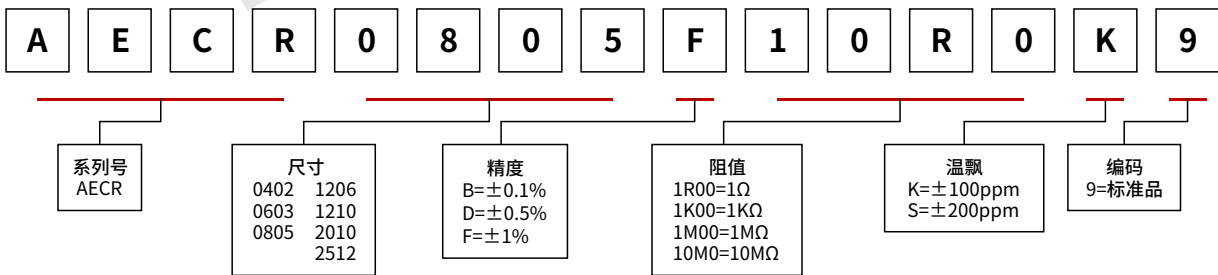 A E C R 0 8 0 5 F 1 0 R 0 K 9
系列号
AECR
尺寸
0402 1206
0603 1210
0805 2010
2512
精度
B=±0.1%
D=±0.5%
F=±1%
阻值
1R00=1Ω
1K00=1KΩ
1M00=1MΩ
10M0=10MΩ
温飘
K=±100ppm
S=±200ppm
编码
9=标准品